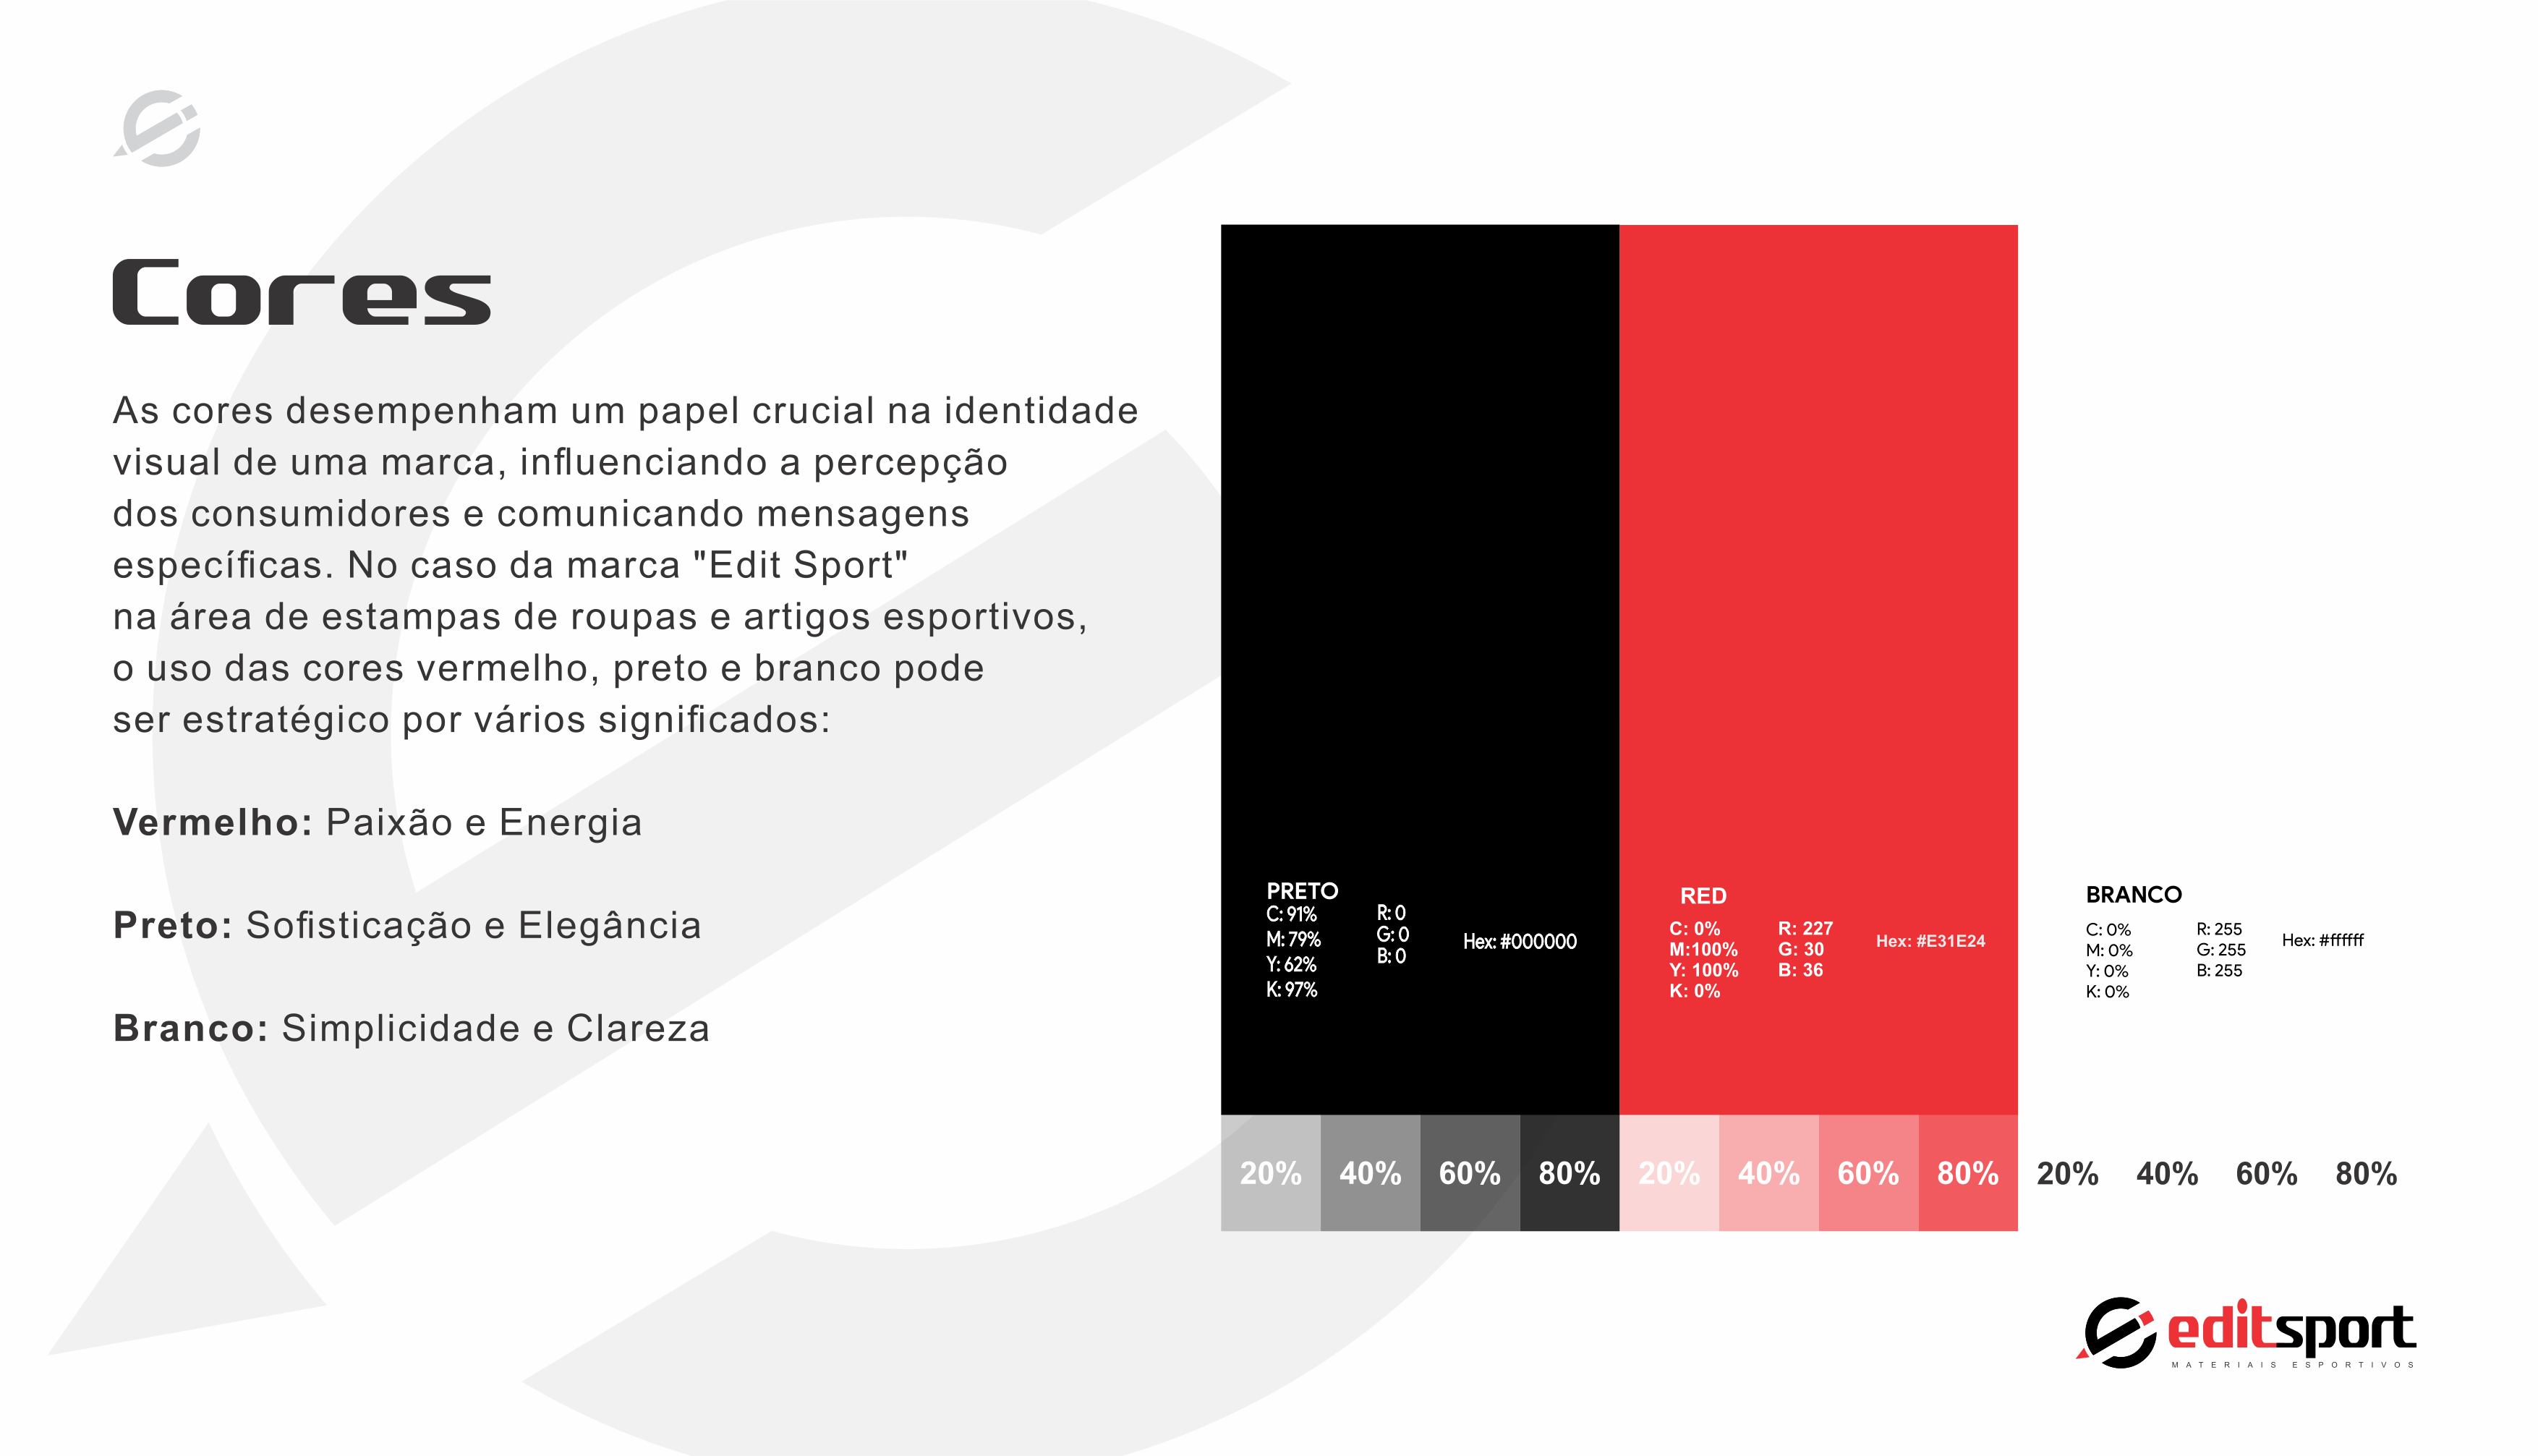 Cores
As cores desempenham um papel crucial na identidade
visual de uma marca, influenciando a percepção
dos consumidores e comunicando mensagens
específicas. No caso da marca "Edit Sport"
na área de estampas de roupas e artigos esportivos,
o uso das cores vermelho, preto e branco pode
ser estratégico por vários significados:
Vermelho: Paixão e Energia
Preto: Sofisticação e Elegância
Branco: Simplicidade e Clareza
PRETO
C: 91%
M: 79%
Y: 62%
K: 97%
R: 0
G: 0
B: 0
Hex: #000000
RED
C: 0%
M:100%
Y: 100%
K: 0%
R: 227
G: 30
B: 36
Hex: #E31E24
BRANCO
C: 0%
M: 0%
Y: 0%
K: 0%
R: 255
G: 255
B: 255
Hex: #ffffff
20% 40% 60% 80% 20% 40% 60% 80% 20% 40% 60% 80%
editsport
MATERIAIS ESPORTIVOS